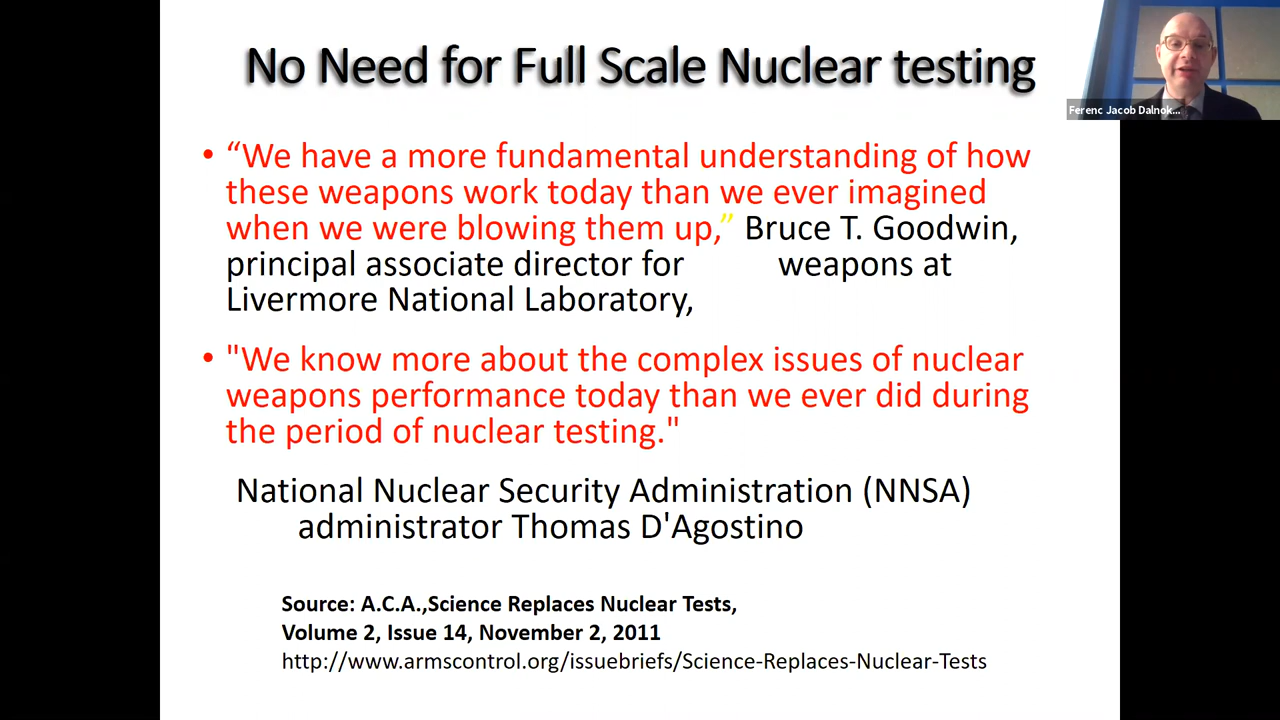 No Need for Full Scale Nuclear testing
Ferenc Jacob Dalnok...
• “We have a more fundamental understanding of how
these weapons work today than we ever imagined
when we were blowing them up,” Bruce T. Goodwin,
principal associate director for weapons at
Livermore National Laboratory,
• "We know more about the complex issues of nuclear
weapons performance today than we ever did during
the period of nuclear testing."
National Nuclear Security Administration (NNSA)
administrator Thomas D'Agostino
Source: A.C.A.,Science Replaces Nuclear Tests,
Volume 2, Issue 14, November 2, 2011
http://www.armscontrol.org/issuebriefs/Science-Replaces-Nuclear-Tests